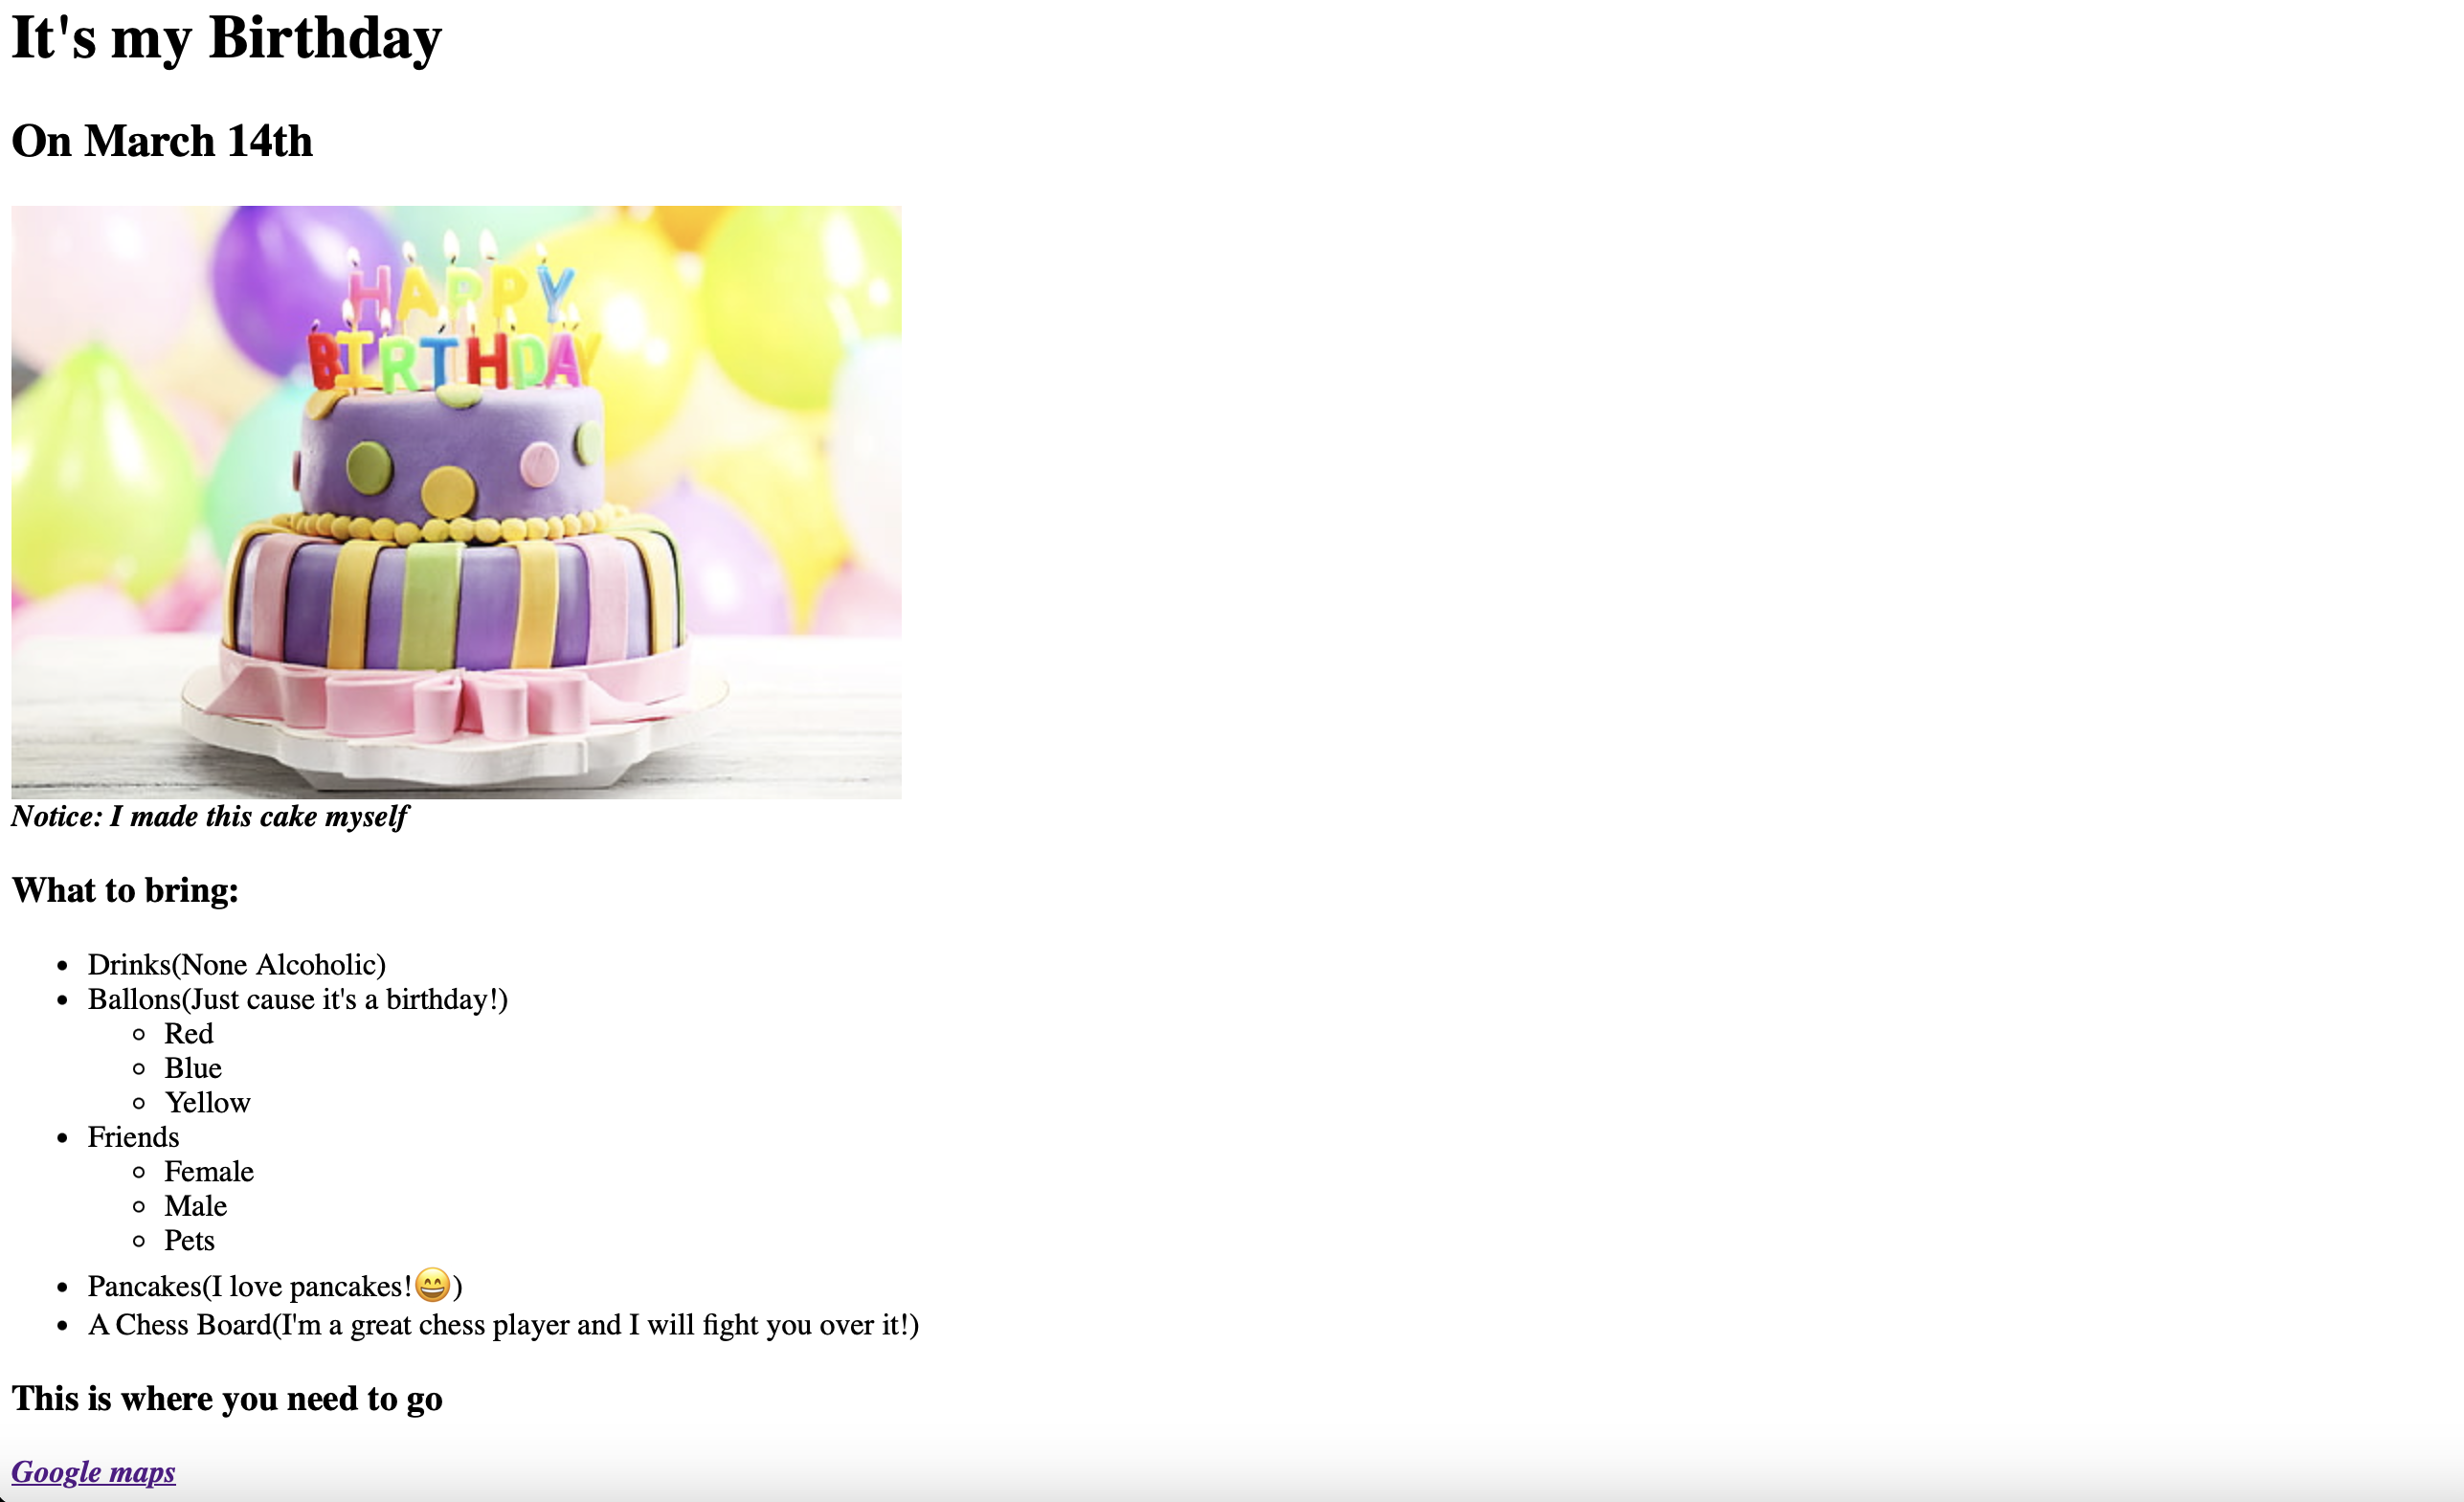 It's my Birthday
On March 14th
HAPPY
BIRTHDAY
Notice: I made this cake myself
What to bring:
Drinks(None Alcoholic)
Ballons(Just cause it's a birthday!)
Red
Blue
Yellow
Friends
Female
Male
Pets
Pancakes(I love pancakes!😄)
A Chess Board(I'm a great chess player and I will fight you over it!)
This is where you need to go
Google maps